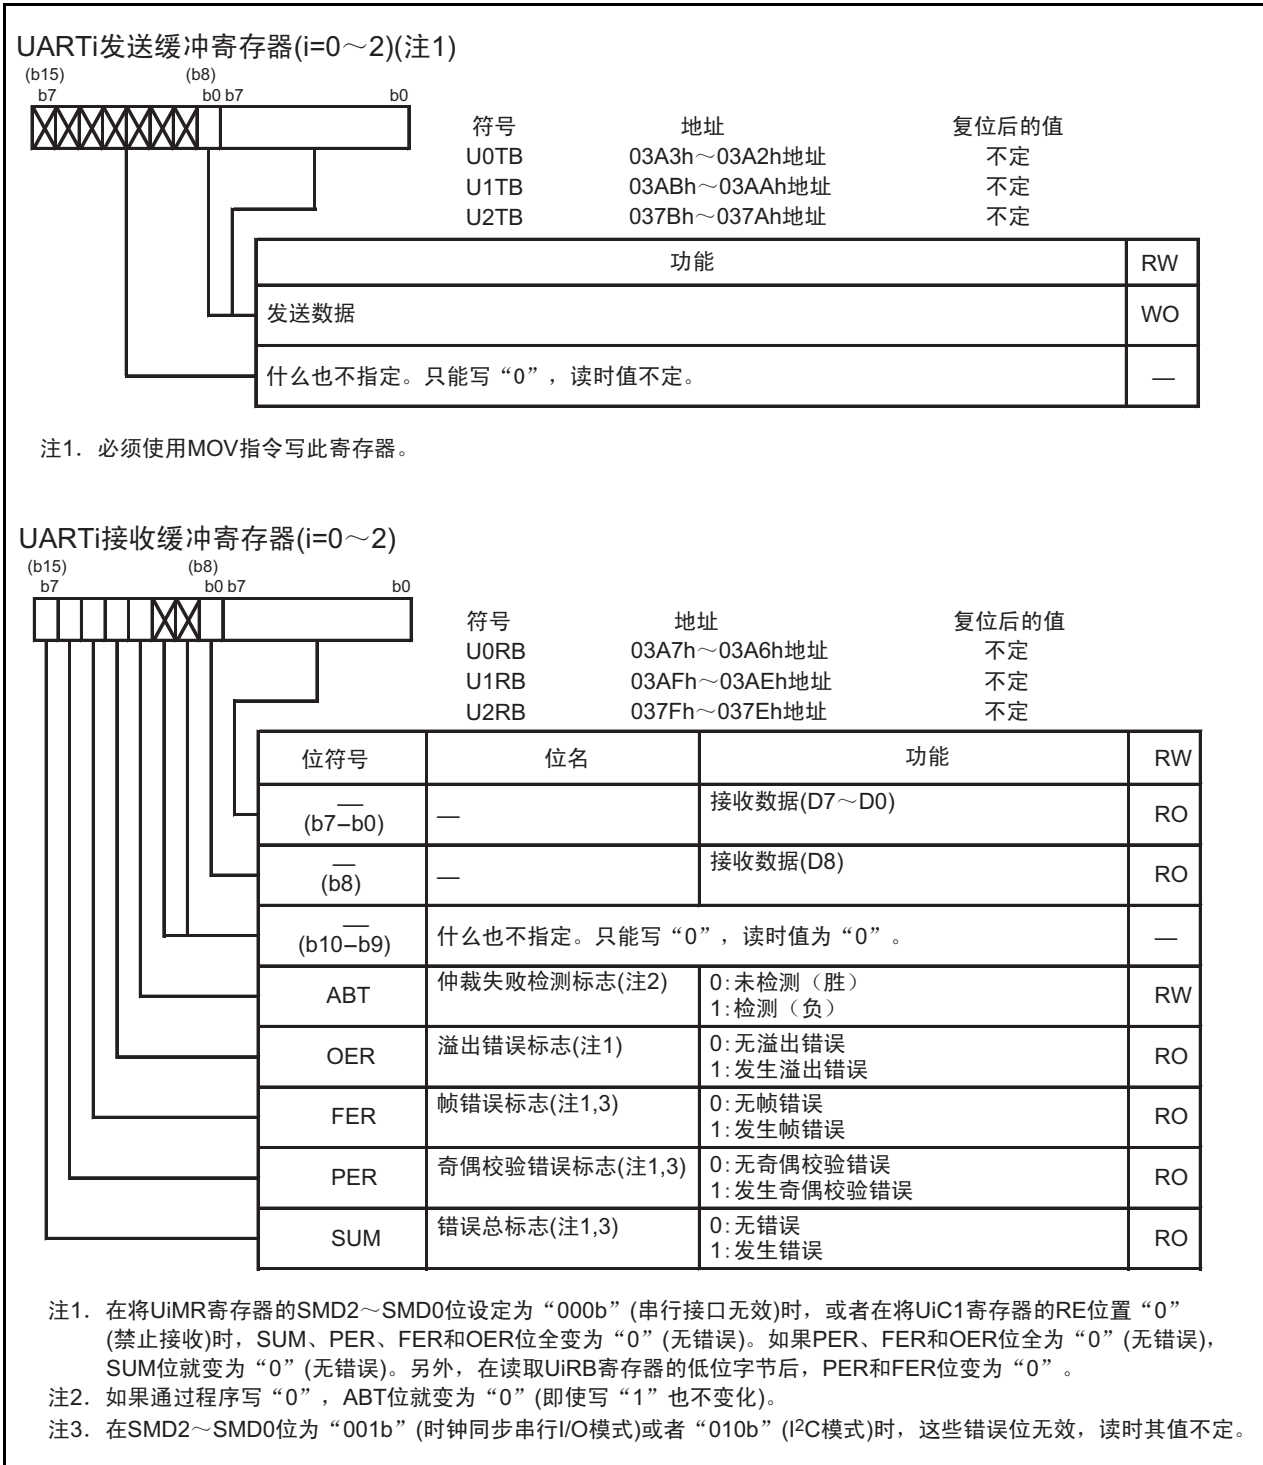 UARTi发送缓冲寄存器(i=0～2)(注1)
(b15) (b8)
b7 b0 b7 b0
符号 地址 复位后的值
U0TB 03A3h～03A2h地址 不定
U1TB 03ABh～03AAh地址 不定
U2TB 037Bh～037Ah地址 不定
功能 RW
发送数据 WO
什么也不指定。只能写“0”，读时值不定。 —
注1. 必须使用MOV指令写此寄存器。
UARTi接收缓冲寄存器(i=0～2)
(b15) (b8)
b7 b0 b7 b0
符号 地址 复位后的值
U0RB 03A7h～03A6h地址 不定
U1RB 03AFh～03AEh地址 不定
U2RB 037Fh～037Eh地址 不定
位符号 位名 功能 RW
—
(b7–b0) — 接收数据(D7～D0) RO
—
(b8) — 接收数据(D8) RO
—
(b10–b9) 什么也不指定。只能写“0”，读时值为“0”。 —
ABT 仲裁失败检测标志(注2) 0:未检测（胜） RW
1:检测（负）
OER 溢出错误标志(注1) 0:无溢出错误 RO
1:发生溢出错误
FER 帧错误标志(注1,3) 0:无帧错误 RO
1:发生帧错误
PER 奇偶校验错误标志(注1,3) 0:无奇偶校验错误 RO
1:发生奇偶校验错误
SUM 错误总标志(注1,3) 0:无错误 RO
1:发生错误
注1. 在将UiMR寄存器的SMD2～SMD0位设定为“000b”(串行接口无效)时，或者在将UiC1寄存器的RE位置“0”
(禁止接收)时，SUM、PER、FER和OER位全变为“0”(无错误)。如果PER、FER和OER位全为“0”(无错误)，
SUM位就变为“0”(无错误)。另外，在读取UiRB寄存器的低位字节后，PER和FER位变为“0”。
注2. 如果通过程序写“0”，ABT位就变为“0”(即使写“1”也不变化)。
注3. 在SMD2～SMD0位为“001b”(时钟同步串行I/O模式)或者“010b”(I²C模式)时，这些错误位无效，读时其值不定。